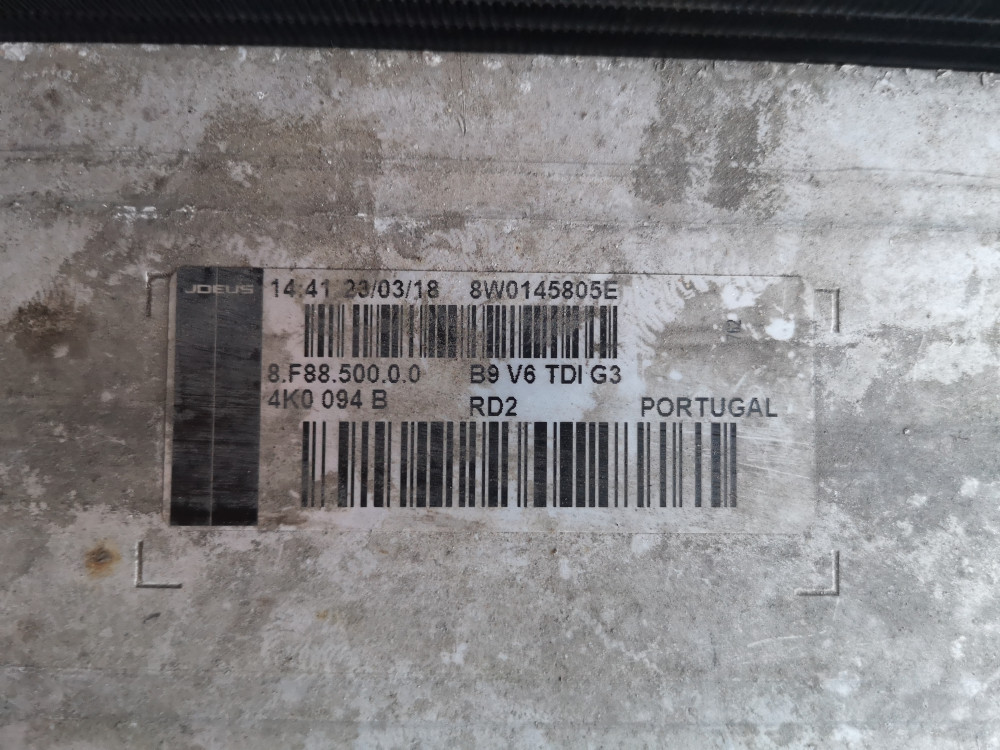 JDEUS
14:41 23/03/18 8W0145805E
8.F88.500.0.0 B9 V6 TDI G3
4K0 094 B RD2 PORTUGAL